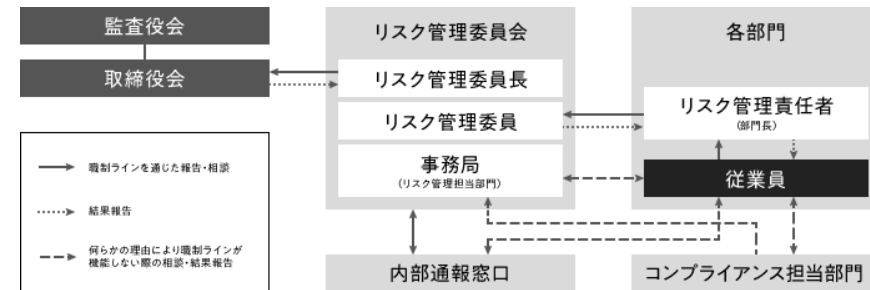 監査役会
取締役会
リスク管理委員会
リスク管理委員長
リスク管理委員
事務局
(リスク管理担当部門)
各部門
リスク管理責任者
(部門長)
従業員
職制ラインを通じた報告・相談
結果報告
何らかの理由により職制ラインが
機能しない際の相談・結果報告
内部通報窓口
コンプライアンス担当部門